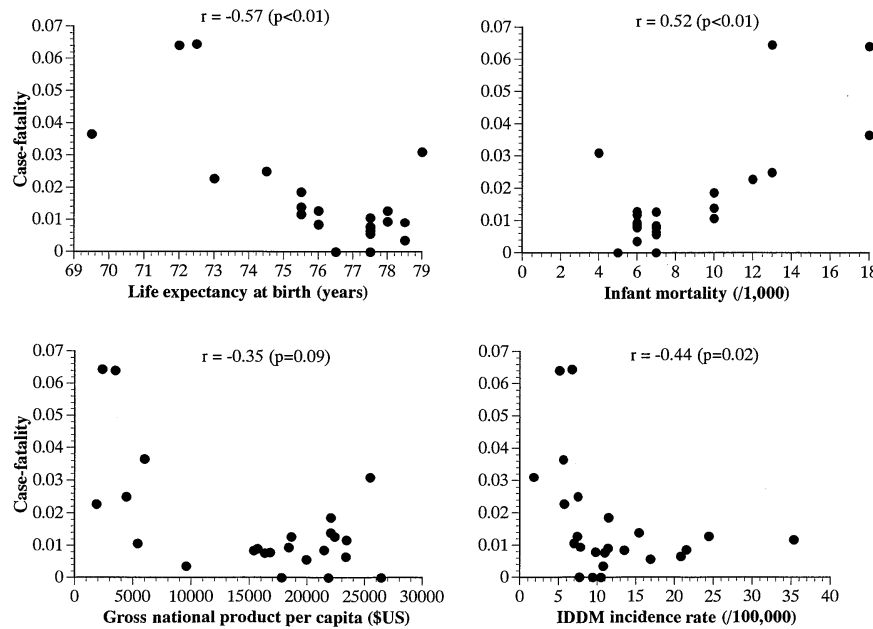 r = -0.57 (p<0.01)
0.07
0.06
0.05
0.04
0.03
0.02
0.01
0
Case-fatality
69 70 71 72 73 74 75 76 77 78 79
Life expectancy at birth (years)
r = 0.52 (p<0.01)
0.07
0.06
0.05
0.04
0.03
0.02
0.01
0
0 2 4 6 8 10 12 14 16 18
Infant mortality (/1,000)
r = -0.35 (p=0.09)
0.07
0.06
0.05
0.04
0.03
0.02
0.01
0
Case-fatality
0 5000 10000 15000 20000 25000 30000
Gross national product per capita ($US)
r = -0.44 (p=0.02)
0.07
0.06
0.05
0.04
0.03
0.02
0.01
0
0 5 10 15 20 25 30 35 40
IDDM incidence rate (/100,000)